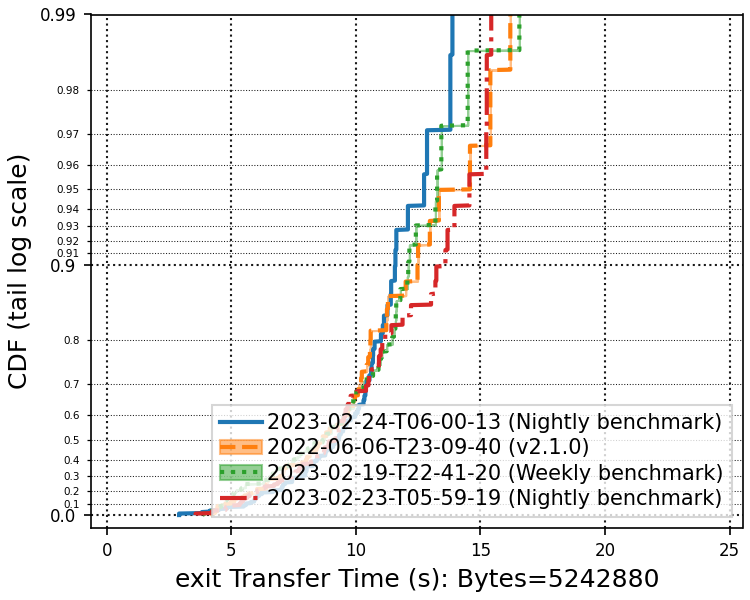 CDF (tail log scale)
0.99
0.98
0.97
0.96
0.95
0.94
0.93
0.92
0.91
0.9
0.8
0.7
0.6
0.5
0.4
0.3
0.2
0.1
0.0
2023-02-24-T06-00-13 (Nightly benchmark)
2022-06-06-T23-09-40 (v2.1.0)
2023-02-19-T22-41-20 (Weekly benchmark)
2023-02-23-T05-59-19 (Nightly benchmark)
0 5 10 15 20 25
exit Transfer Time (s): Bytes=5242880